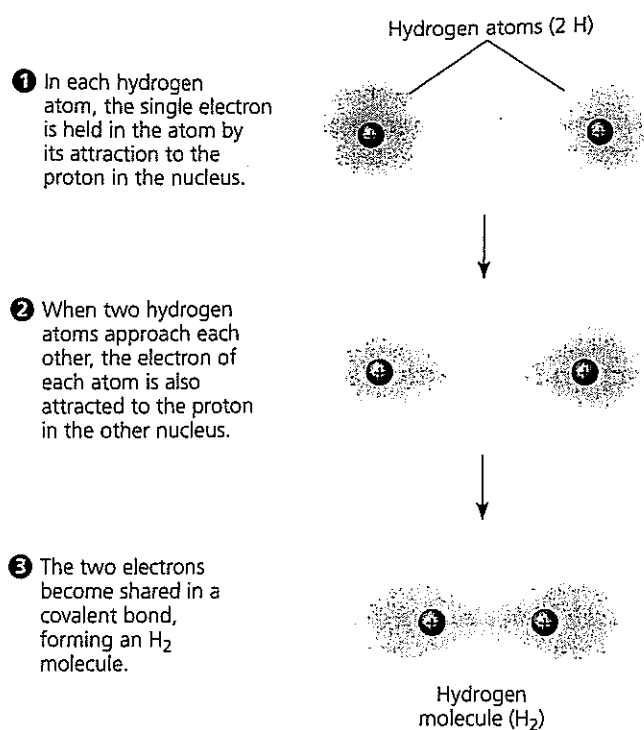 Hydrogen atoms (2 H)
1 In each hydrogen
atom, the single electron
is held in the atom by
its attraction to the
proton in the nucleus.
+
+
2 When two hydrogen
atoms approach each
other, the electron of
each atom is also
attracted to the proton
in the other nucleus.
+
+
3 The two electrons
become shared in a
covalent bond,
forming an H₂
molecule.
+
+
Hydrogen
molecule (H₂)